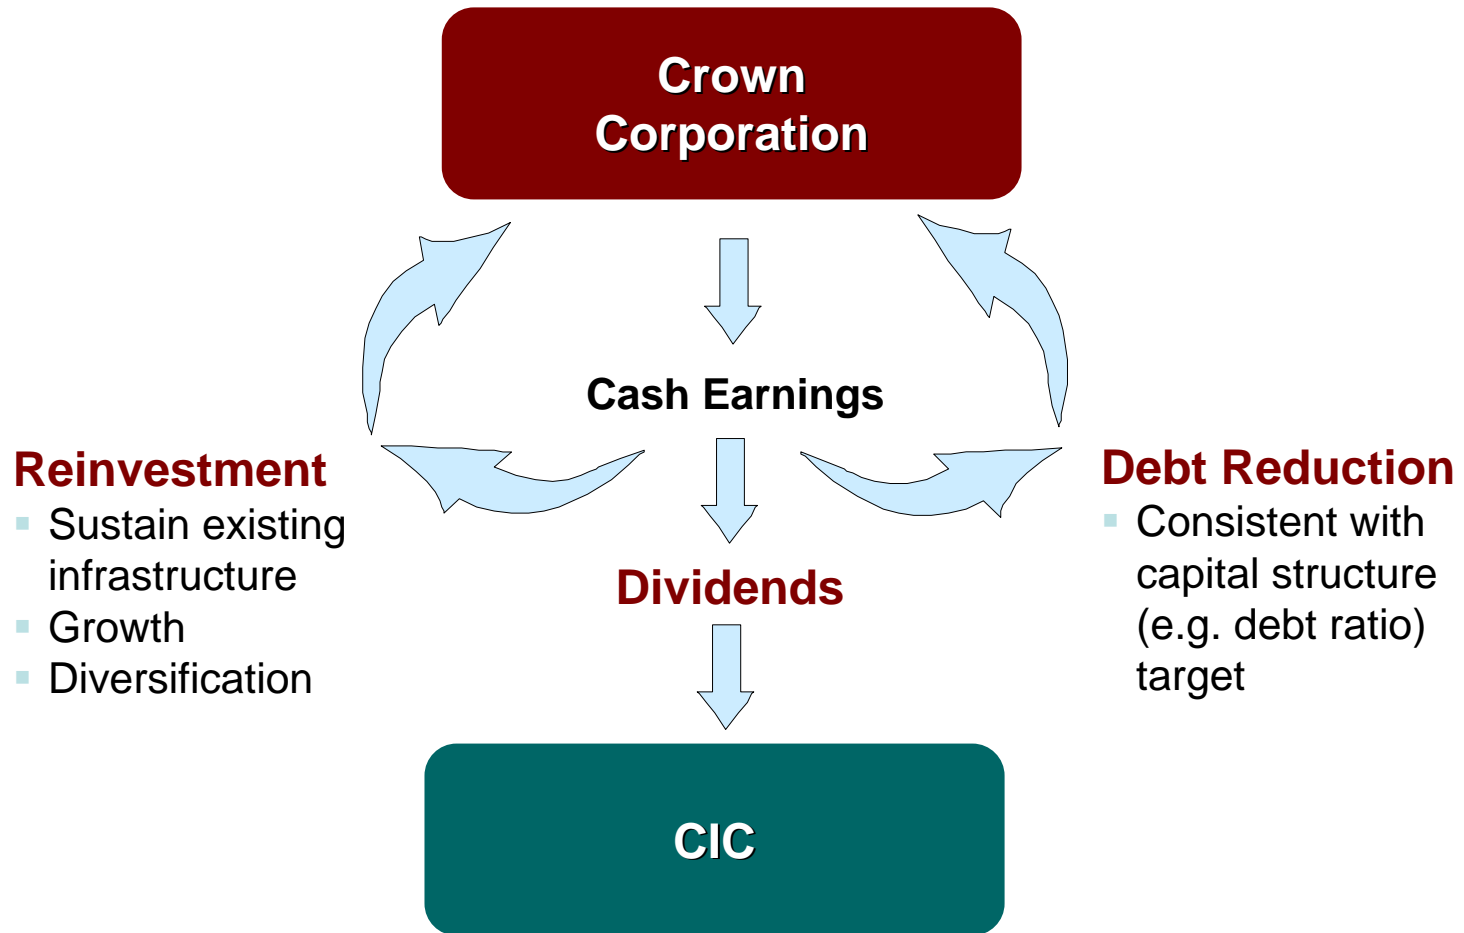 Crown
Corporation
Cash Earnings
Reinvestment
▪ Sustain existing
infrastructure
▪ Growth
▪ Diversification
Dividends
Debt Reduction
▪ Consistent with
capital structure
(e.g. debt ratio)
target
CIC